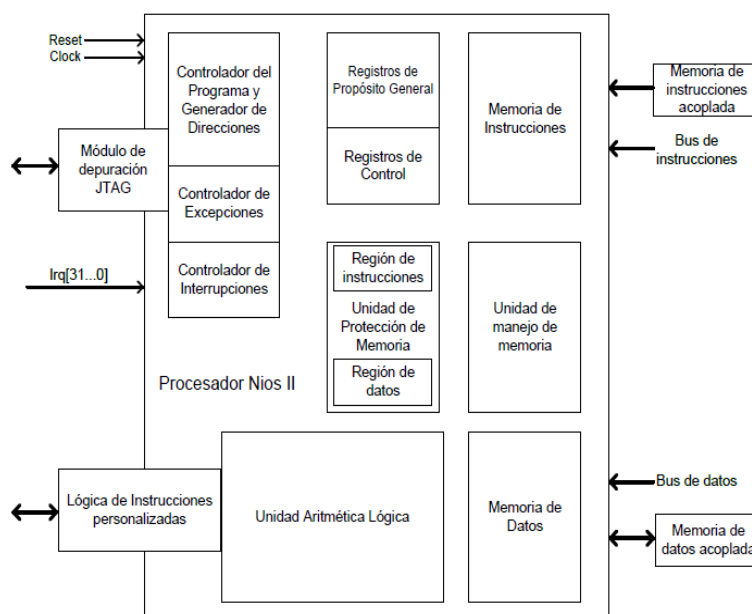 Reset
Clock
Controlador del
Programa y
Generador de
Direcciones
Registros de
Propósito General
Memoria de
Instrucciones
Memoria de
instrucciones
acoplada
Módulo de
depuración
JTAG
Registros de
Control
Bus de
instrucciones
Controlador de
Excepciones
Irq[31...0]
Controlador de
Interrupciones
Región de
instrucciones
Unidad de
Protección de
Memoria
Región de
datos
Unidad de
manejo de
memoria
Procesador Nios II
Lógica de Instrucciones
personalizadas
Unidad Aritmética Lógica
Memoria de
Datos
Bus de datos
Memoria de
datos acoplada